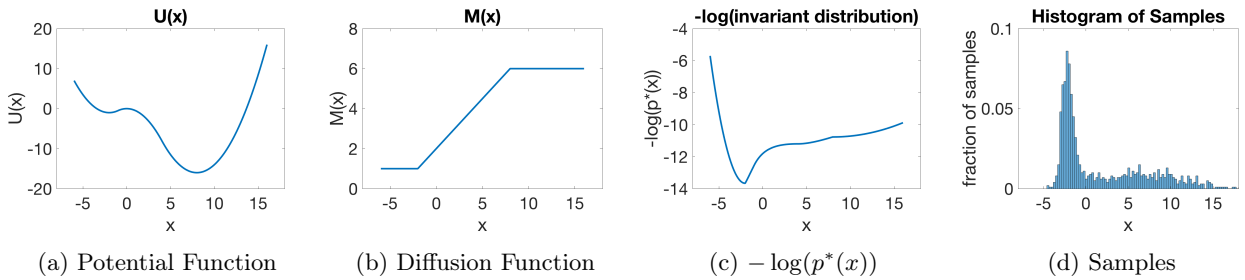 U(x)
20
10
0
-10
-20
U(x)
-5 0 5 10 15
x
(a) Potential Function
M(x)
8
6
4
2
0
M(x)
-5 0 5 10 15
x
(b) Diffusion Function
-log(invariant distribution)
-4
-6
-8
-10
-12
-14
-log(p*(x))
-5 0 5 10 15
x
(c) − log(p*(x))
Histogram of Samples
0.1
0.05
0
fraction of samples
-5 0 5 10 15
x
(d) Samples